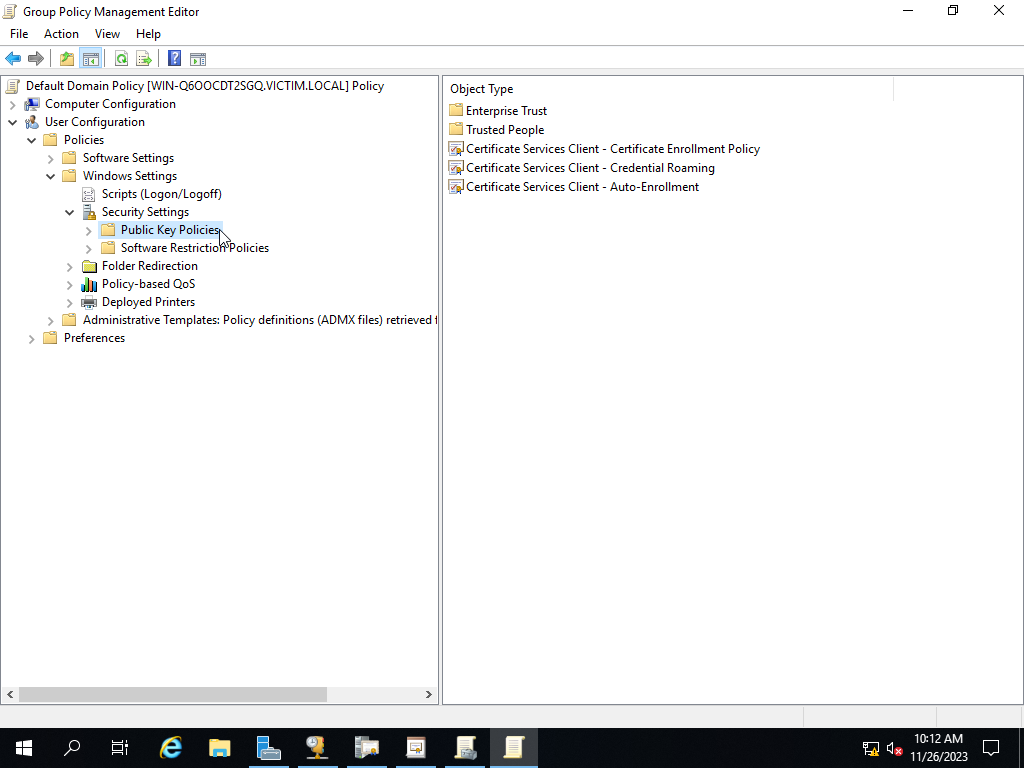 Group Policy Management Editor
File Action View Help
Default Domain Policy [WIN-Q6OOCDT2SGQ.VICTIM.LOCAL] Policy
Computer Configuration
User Configuration
Policies
Software Settings
Windows Settings
Scripts (Logon/Logoff)
Security Settings
Public Key Policies
Software Restriction Policies
Folder Redirection
Policy-based QoS
Deployed Printers
Administrative Templates: Policy definitions (ADMX files) retrieved
Preferences
Object Type
Enterprise Trust
Trusted People
Certificate Services Client - Certificate Enrollment Policy
Certificate Services Client - Credential Roaming
Certificate Services Client - Auto-Enrollment
10:12 AM
11/26/2023